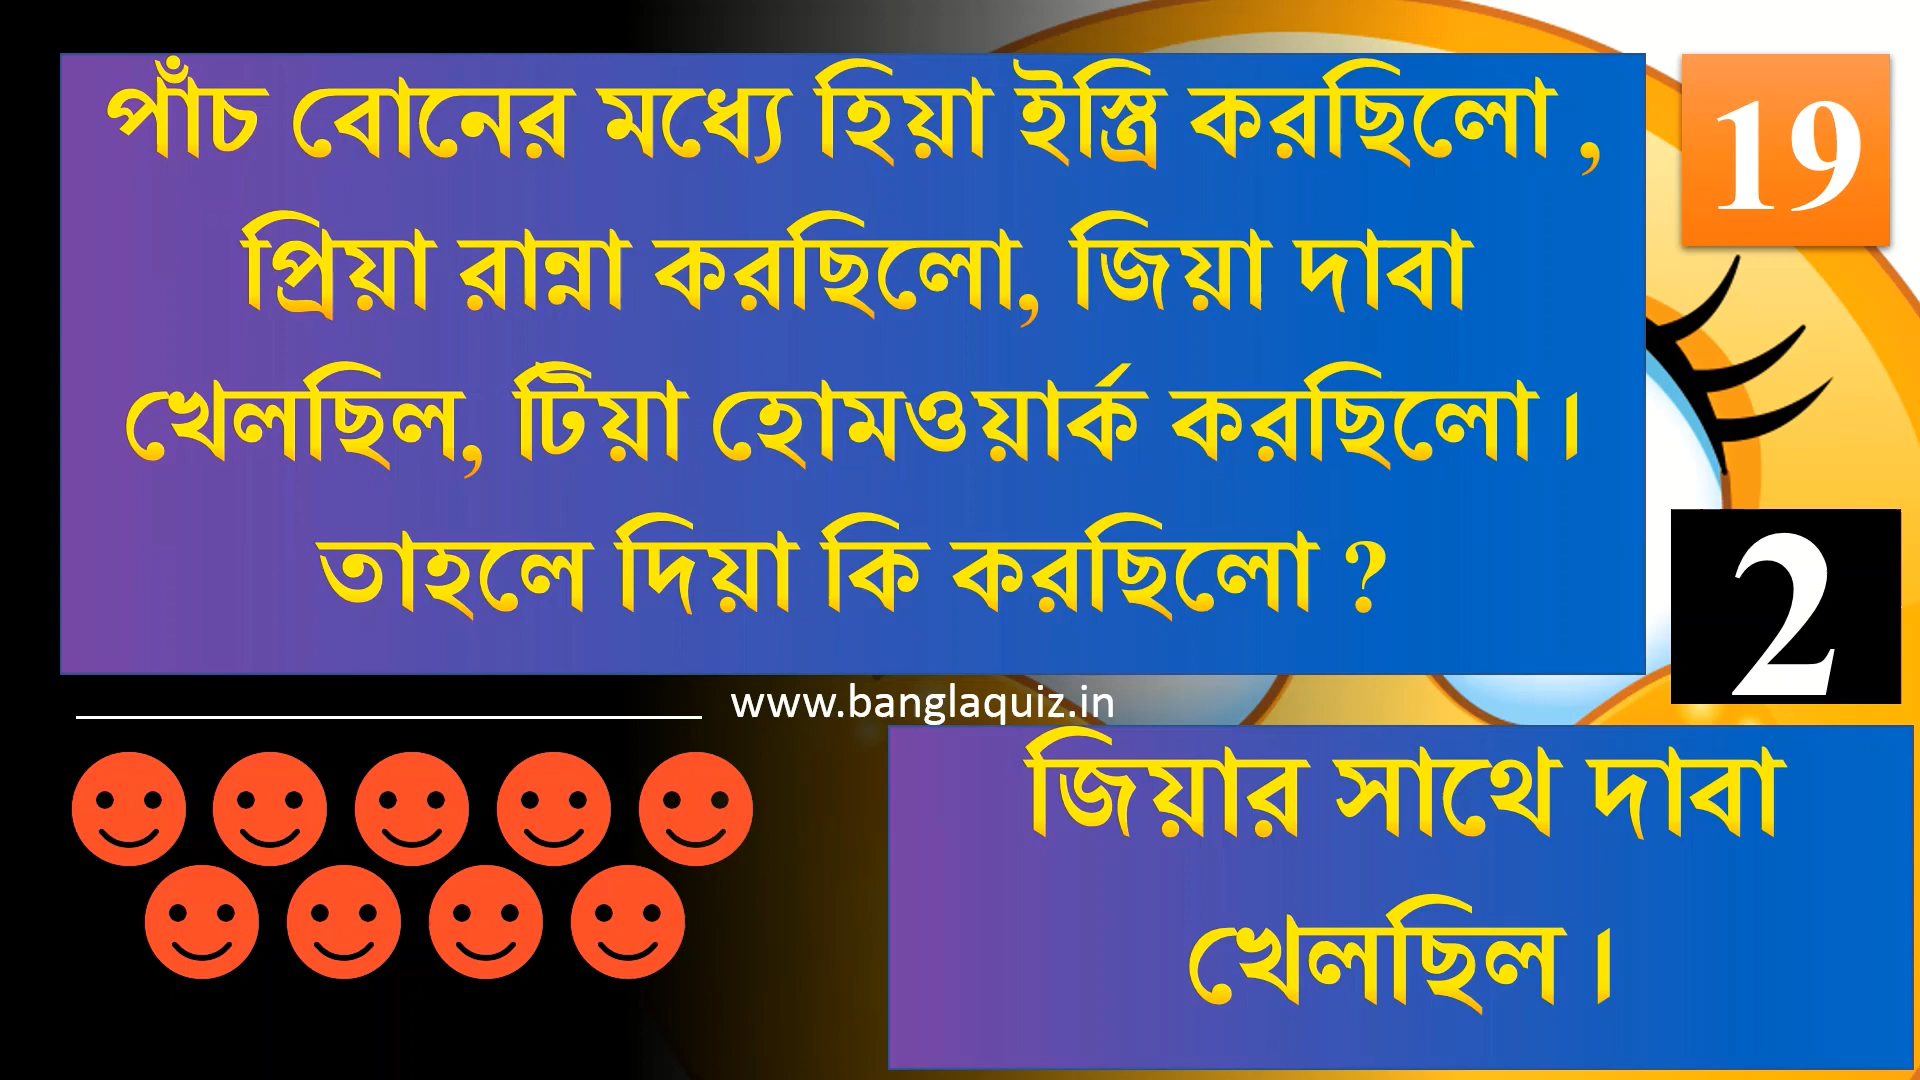 পাঁচ বোনের মধ্যে হিয়া ইস্ত্রি করছিলো ,
প্রিয়া রান্না করছিলো, জিয়া দাবা
খেলছিল, টিয়া হোমওয়ার্ক করছিলো।
তাহলে দিয়া কি করছিলো ?
19
2
www.banglaquiz.in
জিয়ার সাথে দাবা
খেলছিল।